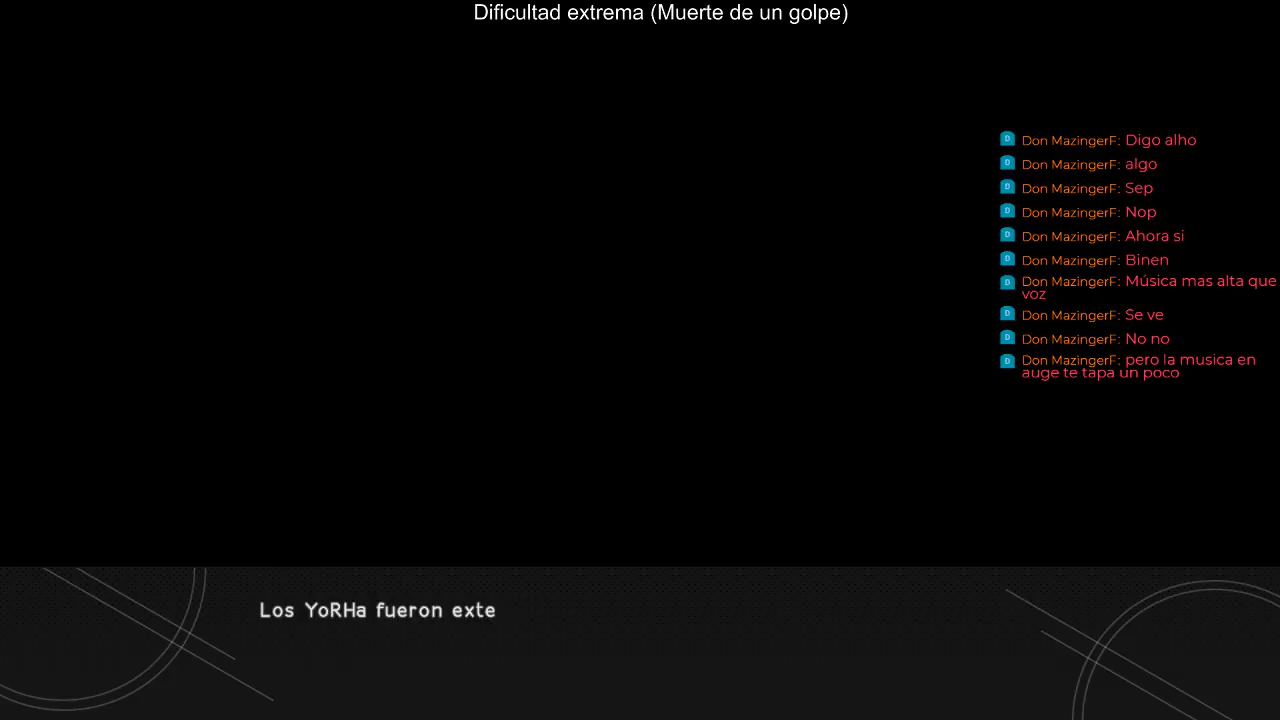 Dificultad extrema (Muerte de un golpe)
D Don MazingerF: Digo alho
D Don MazingerF: algo
D Don MazingerF: Sep
D Don MazingerF: Nop
D Don MazingerF: Ahora si
D Don MazingerF: Binen
D Don MazingerF: Música mas alta que
voz
D Don MazingerF: Se ve
D Don MazingerF: No no
D Don MazingerF: pero la musica en
auge te tapa un poco
Los YoRHa fueron exte